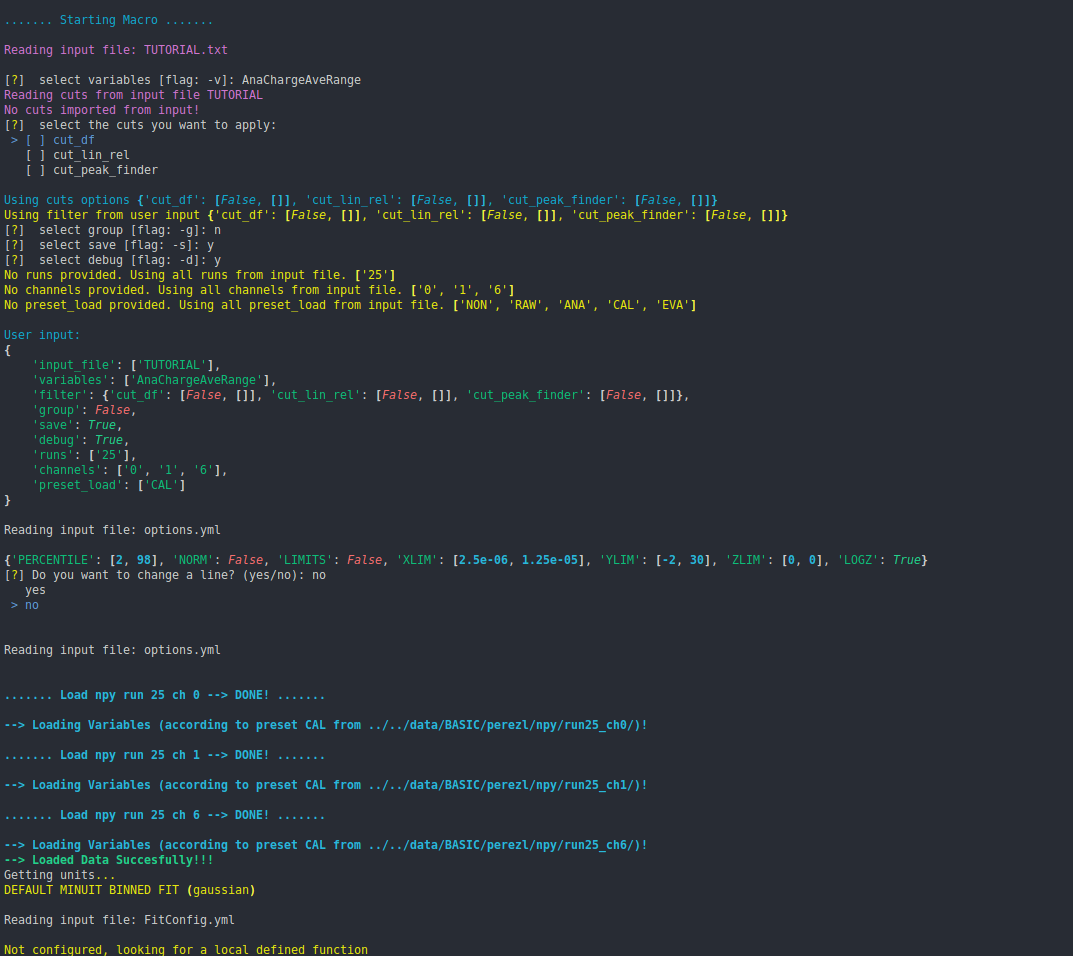 ....... Starting Macro .......
Reading input file: TUTORIAL.txt
[?]  select variables [flag: -v]: AnaChargeAveRange
Reading cuts from input file TUTORIAL
No cuts imported from input!
[?]  select the cuts you want to apply:
 > [ ] cut_df
   [ ] cut_lin_rel
   [ ] cut_peak_finder
Using cuts options {'cut_df': [False, []], 'cut_lin_rel': [False, []], 'cut_peak_finder': [False, []]}
Using filter from user input {'cut_df': [False, []], 'cut_lin_rel': [False, []], 'cut_peak_finder': [False, []]}
[?]  select group [flag: -g]: n
[?]  select save [flag: -s]: y
[?]  select debug [flag: -d]: y
No runs provided. Using all runs from input file. ['25']
No channels provided. Using all channels from input file. ['0', '1', '6']
No preset_load provided. Using all preset_load from input file. ['NON', 'RAW', 'ANA', 'CAL', 'EVA']
User input:
{
    'input_file': ['TUTORIAL'],
    'variables': ['AnaChargeAveRange'],
    'filter': {'cut_df': [False, []], 'cut_lin_rel': [False, []], 'cut_peak_finder': [False, []]},
    'group': False,
    'save': True,
    'debug': True,
    'runs': ['25'],
    'channels': ['0', '1', '6'],
    'preset_load': ['CAL']
}
Reading input file: options.yml
{'PERCENTILE': [2, 98], 'NORM': False, 'LIMITS': False, 'XLIM': [2.5e-06, 1.25e-05], 'YLIM': [-2, 30], 'ZLIM': [0, 0], 'LOGZ': True}
[?] Do you want to change a line? (yes/no): no
   yes
 > no
Reading input file: options.yml
....... Load npy run 25 ch 0 --> DONE! .......
--> Loading Variables (according to preset CAL from ../../data/BASIC/perezl/npy/run25_ch0/)!
....... Load npy run 25 ch 1 --> DONE! .......
--> Loading Variables (according to preset CAL from ../../data/BASIC/perezl/npy/run25_ch1/)!
....... Load npy run 25 ch 6 --> DONE! .......
--> Loading Variables (according to preset CAL from ../../data/BASIC/perezl/npy/run25_ch6/)!
--> Loaded Data Succesfully!!!
Getting units...
DEFAULT MINUIT BINNED FIT (gaussian)
Reading input file: FitConfig.yml
Not configured, looking for a local defined function